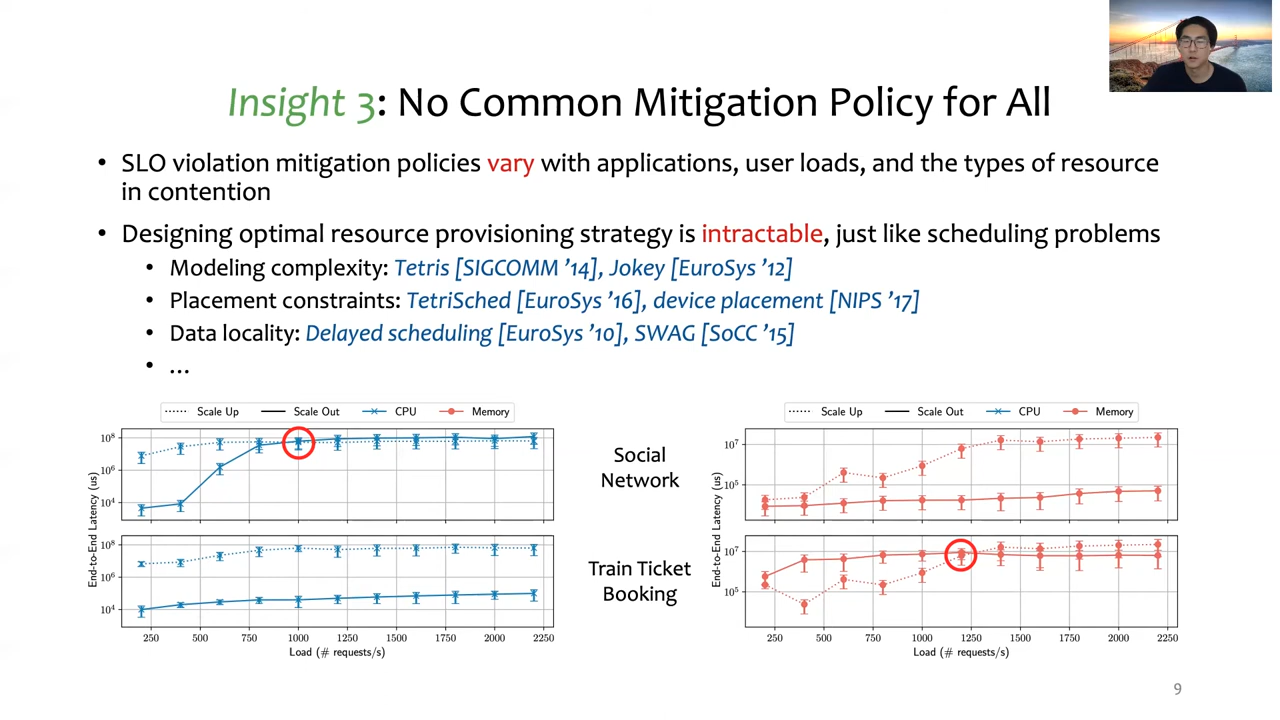 Insight 3: No Common Mitigation Policy for All
• SLO violation mitigation policies vary with applications, user loads, and the types of resource
in contention
• Designing optimal resource provisioning strategy is intractable, just like scheduling problems
• Modeling complexity: Tetris [SIGCOMM ’14], Jokey [EuroSys ’12]
• Placement constraints: TetriSched [EuroSys ’16], device placement [NIPS ’17]
• Data locality: Delayed scheduling [EuroSys ’10], SWAG [SoCC ’15]
• …
Scale Up Scale Out CPU Memory
10⁸
10⁶
10⁴
10⁸
10⁶
10⁴
End-to-End Latency (us)
250 500 750 1000 1250 1500 1750 2000 2250
Load (# requests/s)
Social
Network
Train Ticket
Booking
Scale Up Scale Out CPU Memory
10⁷
10⁵
10⁷
10⁵
End-to-End Latency (us)
250 500 750 1000 1250 1500 1750 2000 2250
Load (# requests/s)
9